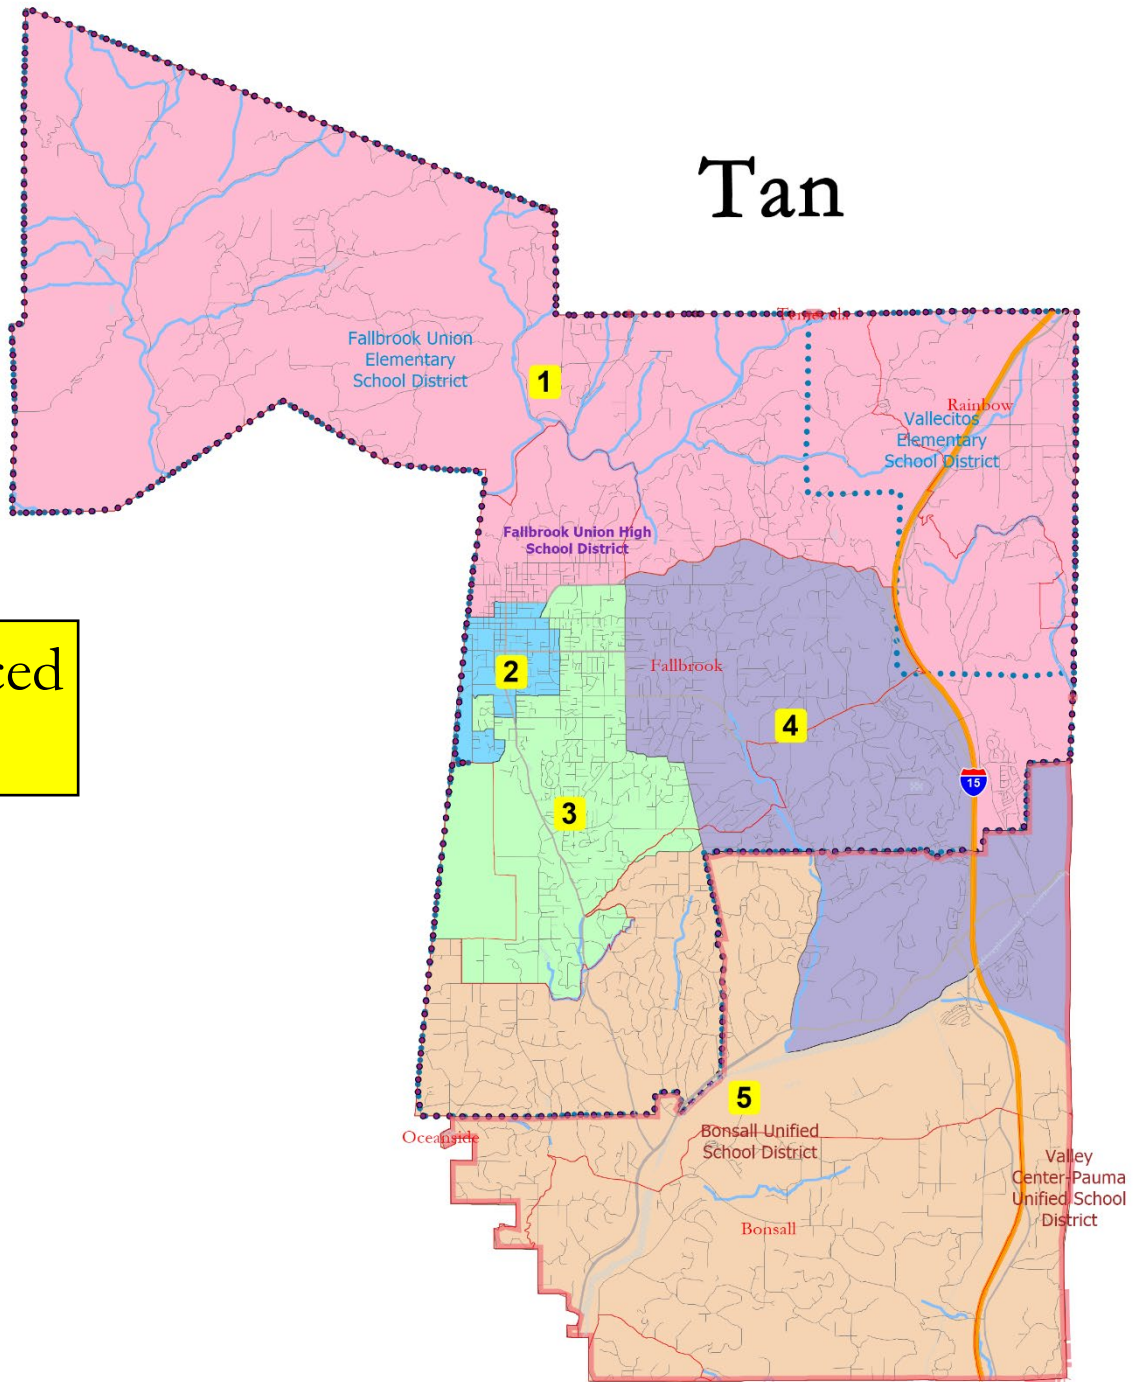 Tan
Temecula
Fallbrook Union
Elementary
School District
1
Rainbow
Vallecitos
Elementary
School District
Fallbrook Union High
School District
2
Fallbrook
4
15
3
5
Oceanside
Bonsall Unified
School District
Valley
Center-Pauma
Unified School
District
Bonsall